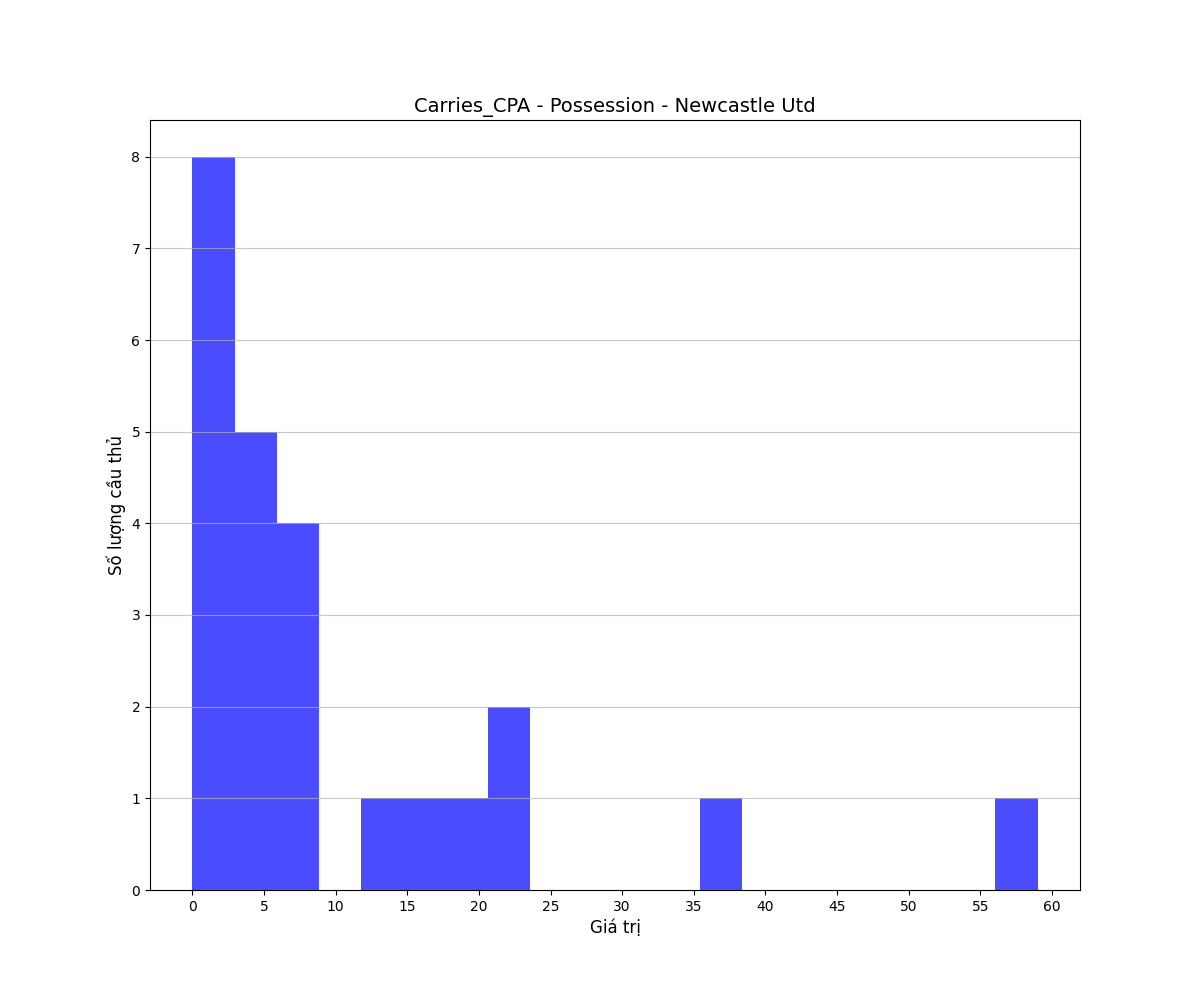 Carries_CPA - Possession - Newcastle Utd
8
7
6
5
4
3
2
1
0
Số lượng cầu thủ
0 5 10 15 20 25 30 35 40 45 50 55 60
Giá trị